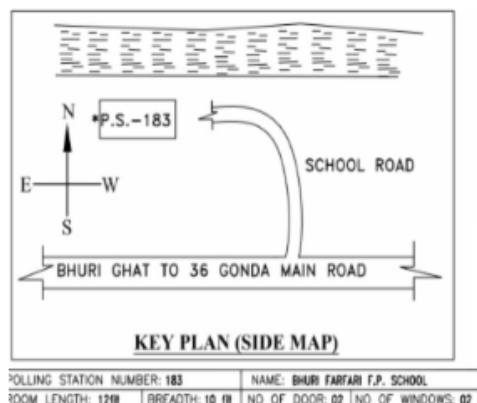 N
*P.S.-183
SCHOOL ROAD
E W
S
BHURI GHAT TO 36 GONDA MAIN ROAD
KEY PLAN (SIDE MAP)
POLLING STATION NUMBER: 183 NAME: BHURI FARFARI F.P. SCHOOL
ROOM LENGTH: 12फि BREADTH: 10 फि NO OF DOOR: 02 NO OF WINDOWS: 02